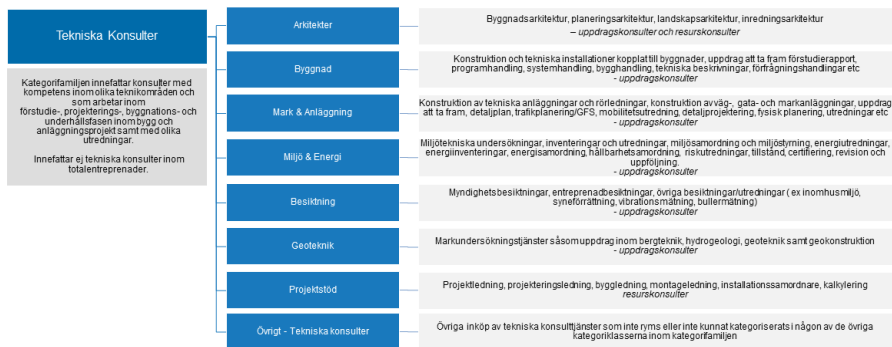 Tekniska Konsulter
Kategorifamiljen innefattar konsulter med
kompetens inom olika teknikområden och
som arbetar inom
förstudie-, projekterings-, byggnations- och
underhållsfasen inom bygg och
anläggningsprojekt samt med olika
utredningar.
Innefattar ej tekniska konsulter inom
totalentreprenader.
Arkitekter
Byggnadsarkitektur, planeringsarkitektur, landskapsarkitektur, inredningsarkitektur
– uppdragskonsulter och resurskonsulter
Byggnad
Konstruktion och tekniska installationer kopplat till byggnader, uppdrag att ta fram förstudierapport,
programhandling, systemhandling, bygghandling, tekniska beskrivningar, förfrågningshandlingar etc
- uppdragskonsulter
Mark & Anläggning
Konstruktion av tekniska anläggningar och rörledningar, konstruktion av väg-, gata- och markanläggningar, uppdrag
att ta fram, detaljplan, trafikplanering/GFS, mobilitetsutredning, detaljprojektering, fysisk planering, utredningar etc
- uppdragskonsulter
Miljö & Energi
Miljötekniska undersökningar, inventeringar och utredningar, miljösamordning och miljöstyrning, energiutredningar,
energiinventeringar, energisamordning, hållbarhetsamordning, riskutredningar, tillstånd, certifiering, revision och
uppföljning.
- uppdragskonsulter
Besiktning
Myndighetsbesiktningar, entreprenadbesiktningar, övriga besiktningar/utredningar ( ex inomhusmiljö,
syneförrättning, vibrationsmätning, bullermätning)
- uppdragskonsulter
Geoteknik
Markundersökningstjänster såsom uppdrag inom bergteknik, hydrogeologi, geoteknik samt geokonstruktion
- uppdragskonsulter
Projektstöd
Projektledning, projekteringsledning, byggledning, montageledning, installationssamordnare, kalkylering
resurskonsulter
Övrigt - Tekniska konsulter
Övriga inköp av tekniska konsulttjänster som inte ryms eller inte kunnat kategoriserats i någon av de övriga
kategoriklasserna inom kategorifamiljen